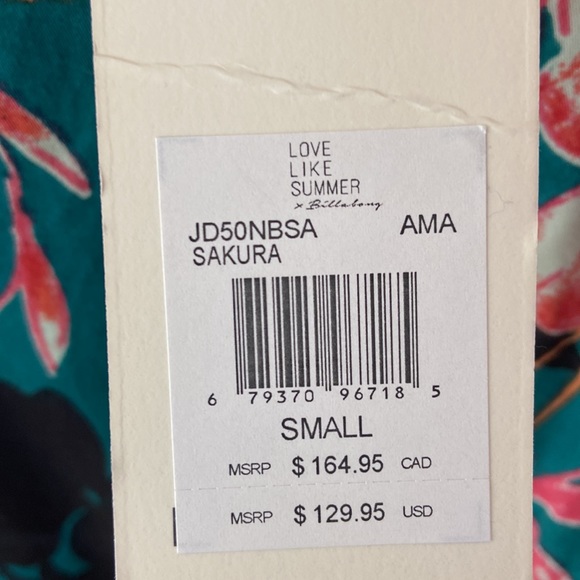 LOVE
LIKE
SUMMER
x Billabong
JD50NBSA AMA
SAKURA
6 79370 96718 5
SMALL
MSRP $ 164.95 CAD
MSRP $ 129.95 USD